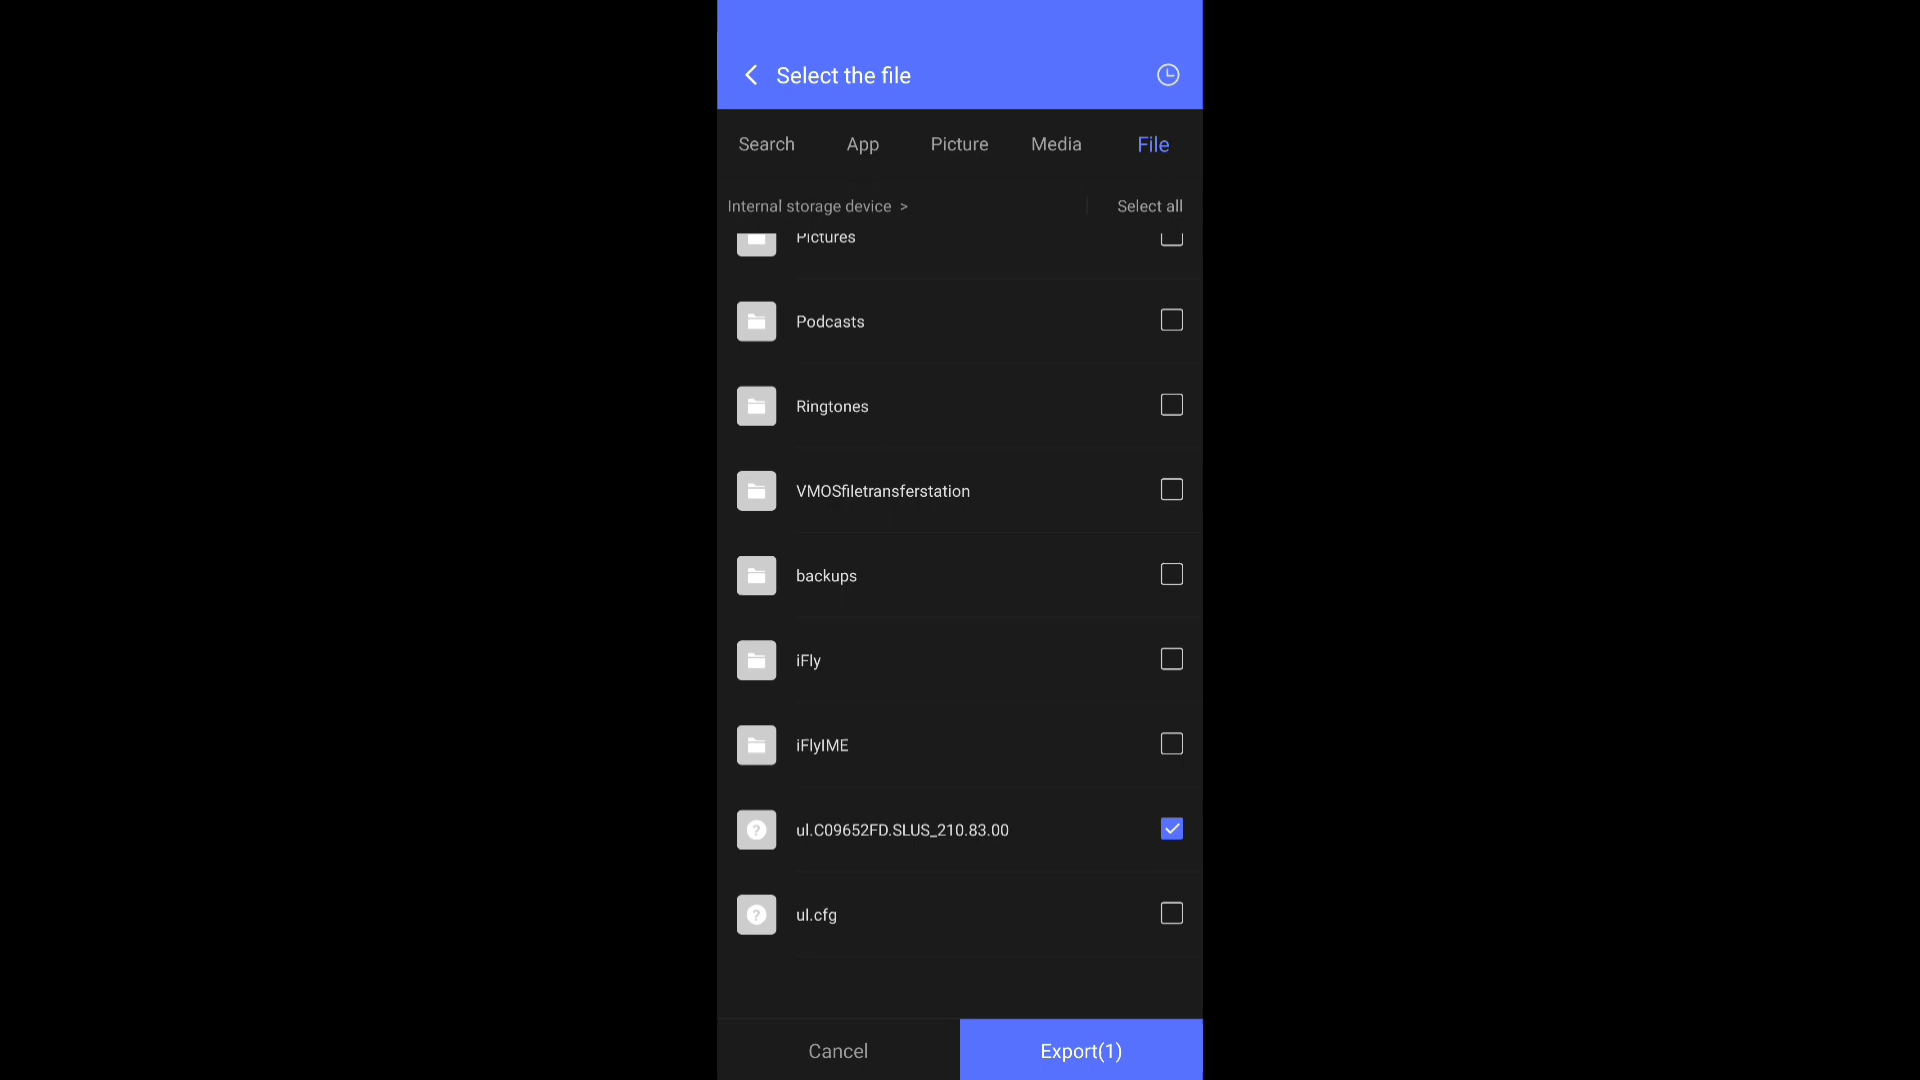 Select the file
Search App Picture Media File
Internal storage device > Select all
Pictures
Podcasts
Ringtones
VMOSfiletransferstation
backups
iFly
iFlyIME
ul.C09652FD.SLUS_210.83.00
ul.cfg
Cancel Export(1)